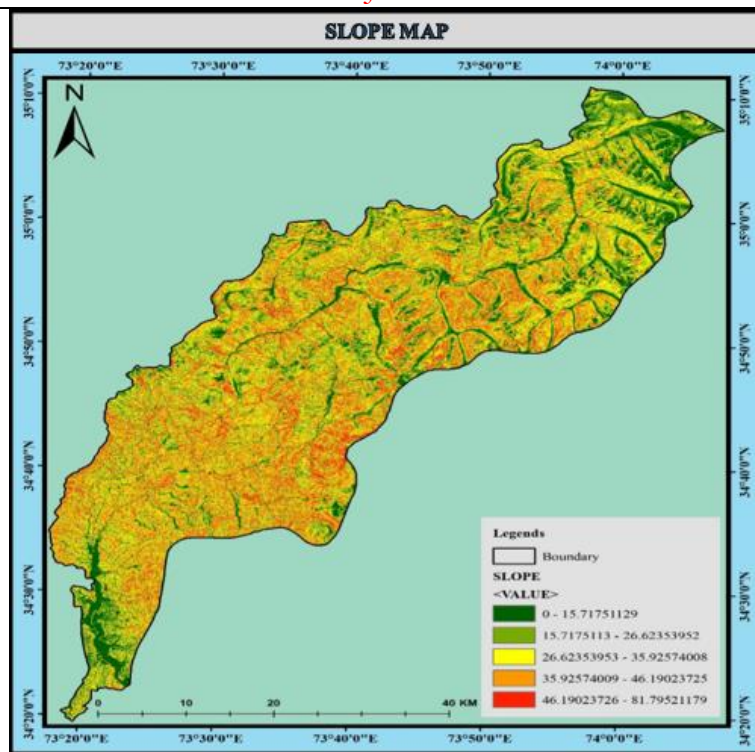 SLOPE MAP
73°20'0"E 73°30'0"E 73°40'0"E 73°50'0"E 74°0'0"E
N
35°10'0"N 35°10'0"N
35°0'0"N 35°0'0"N
34°50'0"N 34°50'0"N
34°40'0"N 34°40'0"N
34°30'0"N 34°30'0"N
34°20'0"N 34°20'0"N
Legends
Boundary
SLOPE
<VALUE>
0 - 15.71751129
15.7175113 - 26.62353952
26.62353953 - 35.92574008
35.92574009 - 46.19023725
46.19023726 - 81.79521179
0 10 20 40 KM
73°20'0"E 73°30'0"E 73°40'0"E 73°50'0"E 74°0'0"E